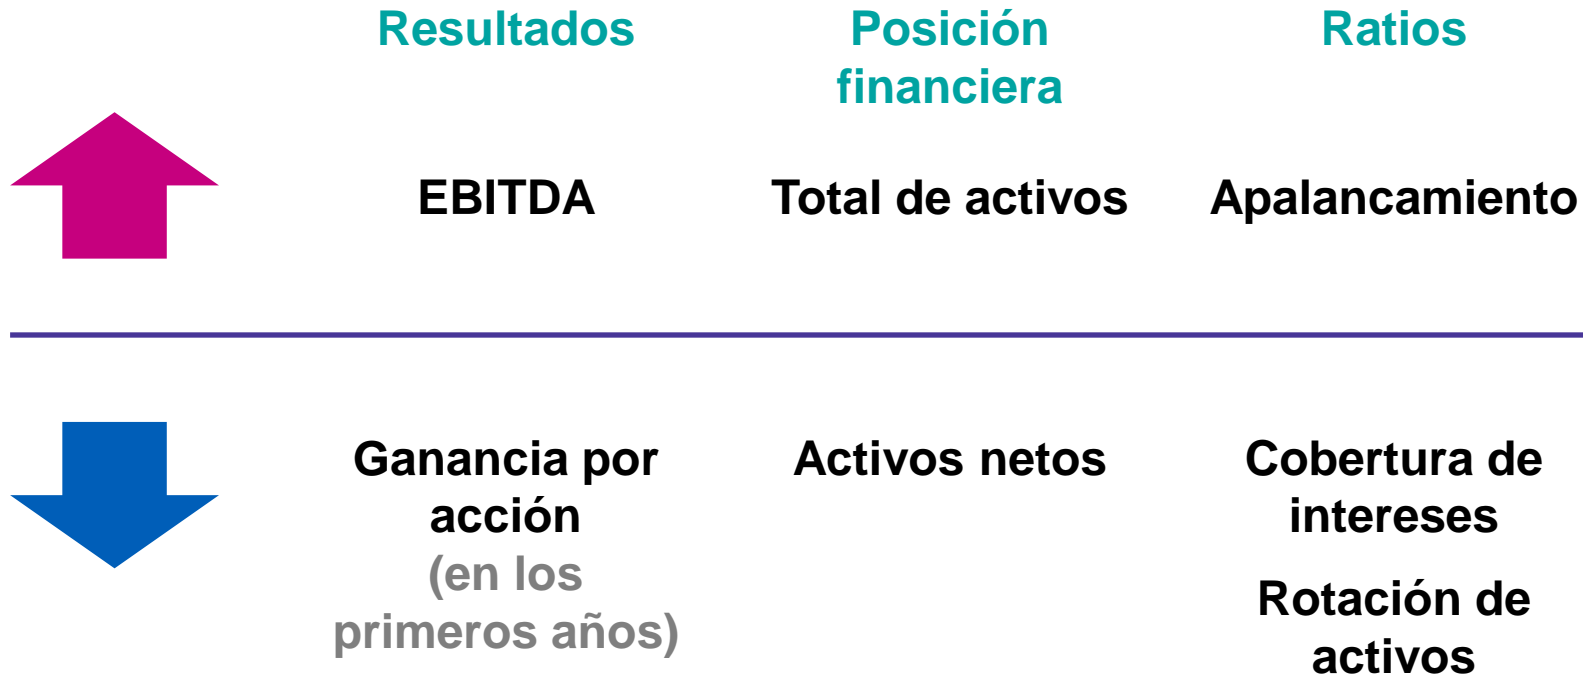 Resultados
Posición
financiera
Ratios
EBITDA
Total de activos
Apalancamiento
Ganancia por
acción
(en los
primeros años)
Activos netos
Cobertura de
intereses
Rotación de
activos